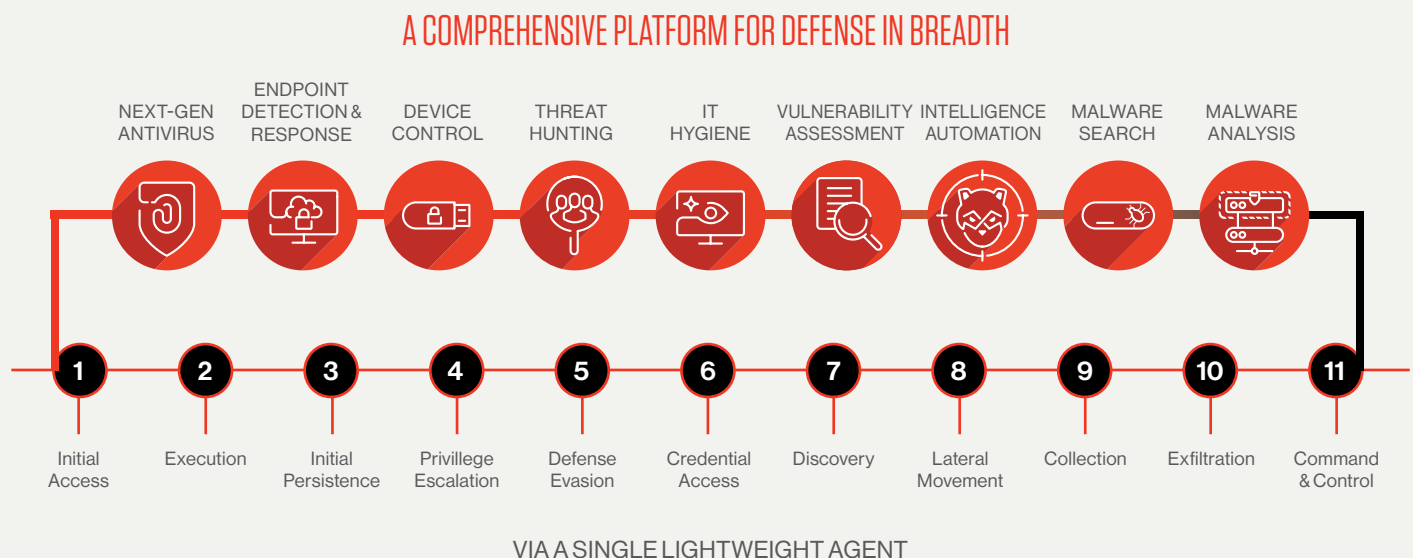 A COMPREHENSIVE PLATFORM FOR DEFENSE IN BREADTH
NEXT-GEN
ANTIVIRUS
ENDPOINT
DETECTION &
RESPONSE
DEVICE
CONTROL
THREAT
HUNTING
IT
HYGIENE
VULNERABILITY
ASSESSMENT
INTELLIGENCE
AUTOMATION
MALWARE
SEARCH
MALWARE
ANALYSIS
1
2
3
4
5
6
7
8
9
10
11
Initial
Access
Execution
Initial
Persistence
Privillege
Escalation
Defense
Evasion
Credential
Access
Discovery
Lateral
Movement
Collection
Exfiltration
Command
& Control
VIA A SINGLE LIGHTWEIGHT AGENT